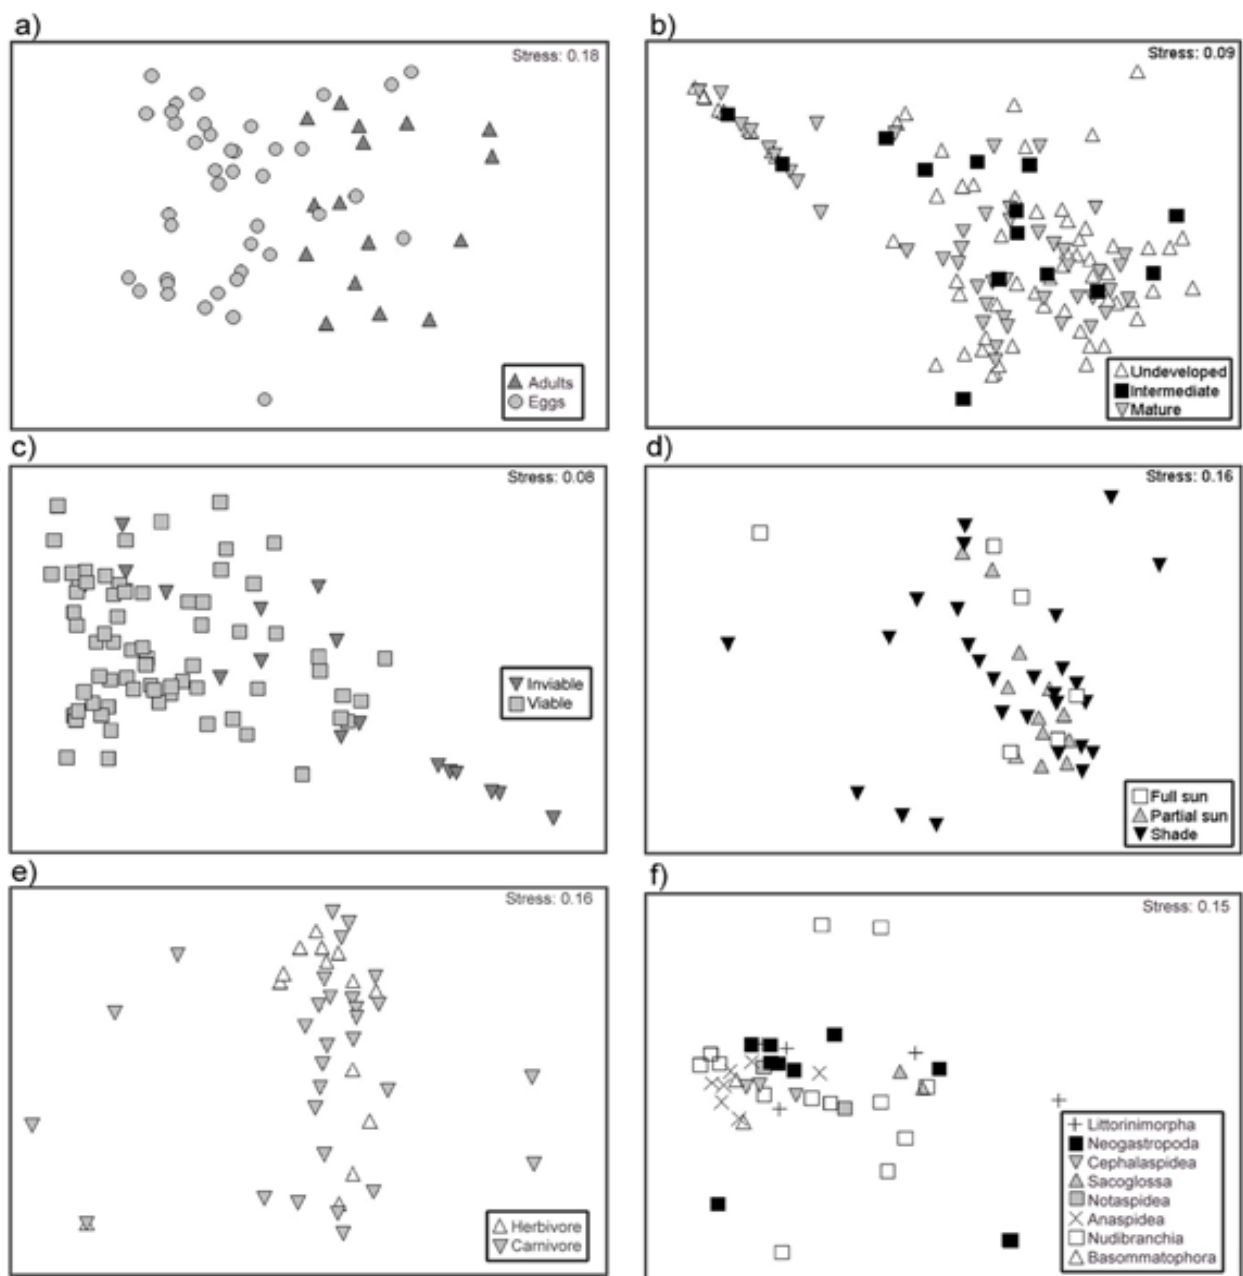 a)
Stress: 0.18
Adults
Eggs
b)
Stress: 0.09
Undeveloped
Intermediate
Mature
c)
Stress: 0.08
Inviable
Viable
d)
Stress: 0.16
Full sun
Partial sun
Shade
e)
Stress: 0.16
Herbivore
Carnivore
f)
Stress: 0.15
Littorinimorpha
Neogastropoda
Cephalaspidea
Sacoglossa
Notaspidea
Anaspidea
Nudibranchia
Basommatophora